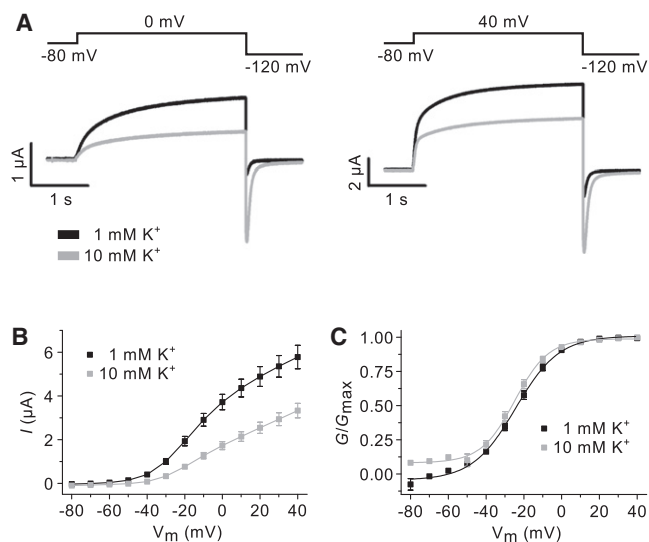 A
0 mV
-80 mV
-120 mV
1 µA
1 s
1 mM K⁺
10 mM K⁺
40 mV
-80 mV
-120 mV
2 µA
1 s
B
1 mM K⁺
10 mM K⁺
I (µA)
6
4
2
0
-80 -60 -40 -20 0 20 40
Vm (mV)
C
G/Gmax
1.00
0.75
0.50
0.25
0.00
1 mM K⁺
10 mM K⁺
-80 -60 -40 -20 0 20 40
Vm (mV)